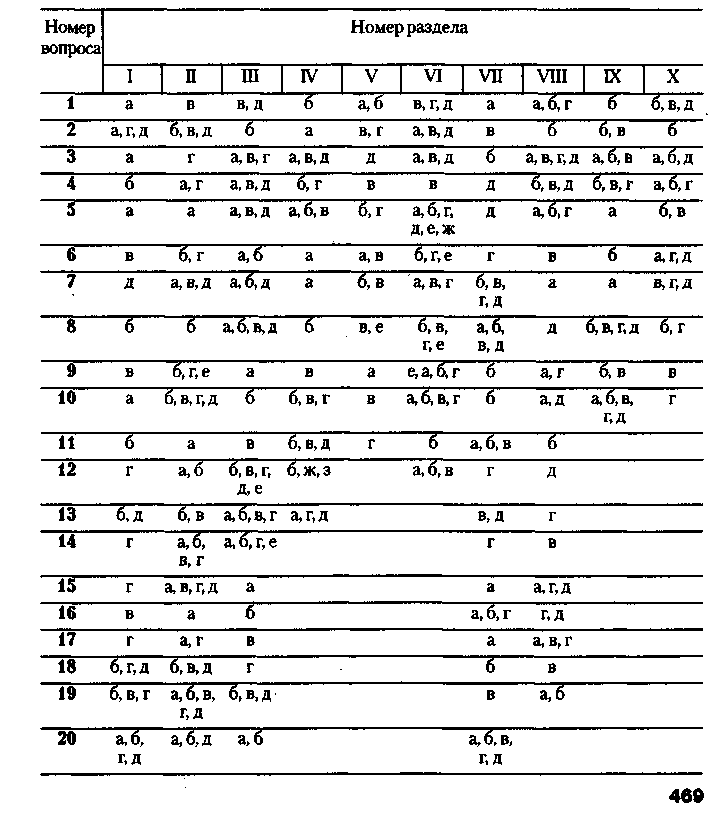 Номер Номер раздела
вопроса
I II III IV V VI VII VIII IX X
1 а в в, д б а, б в, г, д а а, б, г б б, в, д
2 а, г, д б, в, д б а в, г а, в, д в б б, в б
3 а г а, в, г а, в, д д а, в, д б а, в, г, д а, б, в а, б, д
4 б а, г а, в, д б, г в в д б, в, д б, в, г а, б, г
5 а а а, в, д а, б, в б, г а, б, г, д а, б, г а б, в
д, е, ж
6 в б, г а, б а а, в б, г, е г в б а, г, д
7 д а, в, д а, б, д а б, в а, в, г б, в, а а в, г, д
г, д
8 б б а, б, в, д б в, е б, в, а, б, д б, в, г, д б, г
г, е в, д
9 в б, г, е а в а е, а, б, г б а, г б, в в
10 а б, в, г, д б б, в, г в а, б, в, г б а, д а, б, в, г
г, д
11 б а в б, в, д г б а, б, в б
12 г а, б б, в, г, б, ж, з а, б, в г д
д, е
13 б, д б, в а, б, в, г а, г, д в, д г
14 г а, б, а, б, г, е г в
в, г
15 г а, в, г, д а а а, г, д
16 в а б а, б, г г, д
17 г а, г в а а, в, г
18 б, г, д б, в, д г б в
19 б, в, г а, б, в, б, в, д в а, б
г, д
20 а, б, а, б, д а, б а, б, в,
г, д г, д
469